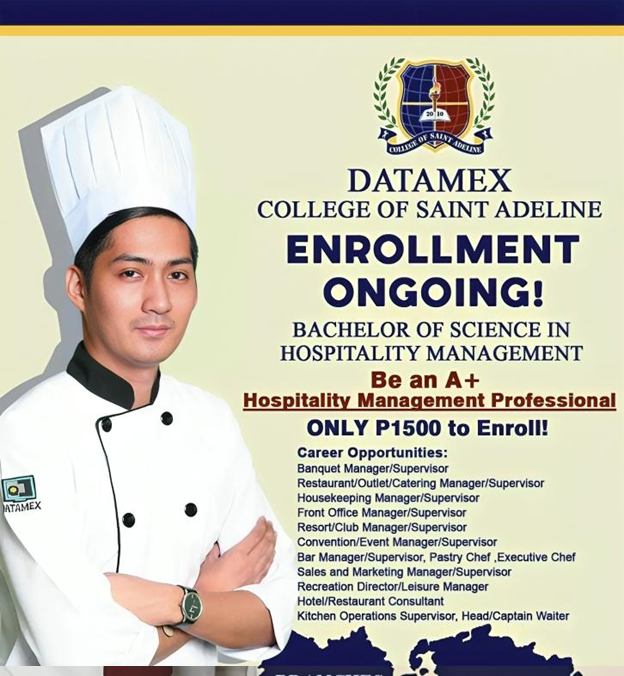 2010
COLLEGE OF SAINT ADELINE
DATAMEX
COLLEGE OF SAINT ADELINE
ENROLLMENT
ONGOING!
BACHELOR OF SCIENCE IN
HOSPITALITY MANAGEMENT
Be an A+
Hospitality Management Professional
ONLY P1500 to Enroll!
Career Opportunities:
Banquet Manager/Supervisor
Restaurant/Outlet/Catering Manager/Supervisor
Housekeeping Manager/Supervisor
Front Office Manager/Supervisor
Resort/Club Manager/Supervisor
Convention/Event Manager/Supervisor
Bar Manager/Supervisor, Pastry Chef ,Executive Chef
Sales and Marketing Manager/Supervisor
Recreation Director/Leisure Manager
Hotel/Restaurant Consultant
Kitchen Operations Supervisor, Head/Captain Waiter
DATAMEX